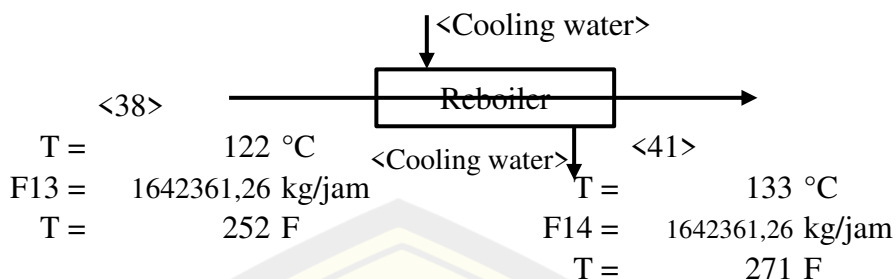 <Cooling water>
Reboiler
<38>
T = 122 °C
F13 = 1642361,26 kg/jam
T = 252 F
<Cooling water>
<41>
T = 133 °C
F14 = 1642361,26 kg/jam
T = 271 F